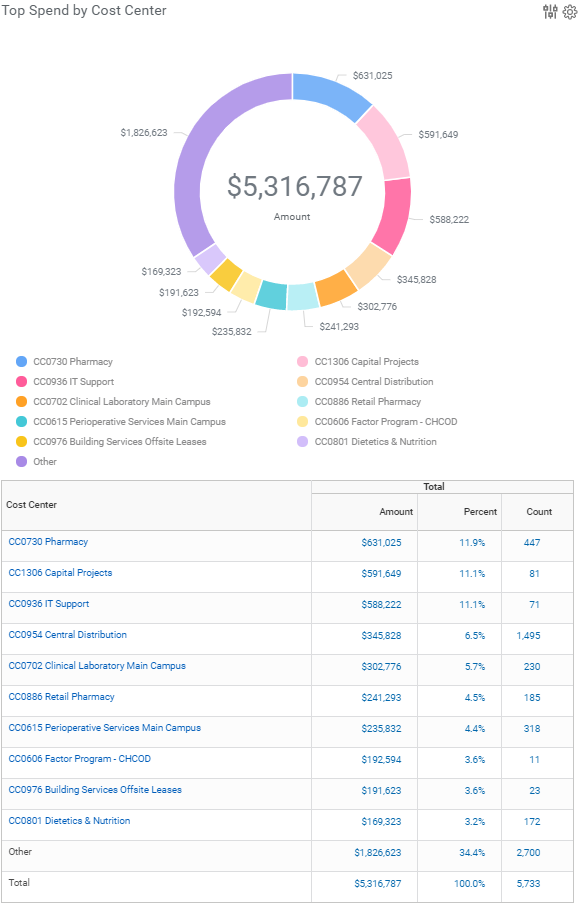 Top Spend by Cost Center
$631,025
$1,826,623
$591,649
$5,316,787
Amount
$588,222
$169,323
$345,828
$191,623
$302,776
$192,594
$241,293
$235,832
CC0730 Pharmacy
CC1306 Capital Projects
CC0936 IT Support
CC0954 Central Distribution
CC0702 Clinical Laboratory Main Campus
CC0886 Retail Pharmacy
CC0615 Perioperative Services Main Campus
CC0606 Factor Program - CHCOD
CC0976 Building Services Offsite Leases
CC0801 Dietetics & Nutrition
Other
Total
Cost Center
Amount Percent Count
CC0730 Pharmacy $631,025 11.9% 447
CC1306 Capital Projects $591,649 11.1% 81
CC0936 IT Support $588,222 11.1% 71
CC0954 Central Distribution $345,828 6.5% 1,495
CC0702 Clinical Laboratory Main Campus $302,776 5.7% 230
CC0886 Retail Pharmacy $241,293 4.5% 185
CC0615 Perioperative Services Main Campus $235,832 4.4% 318
CC0606 Factor Program - CHCOD $192,594 3.6% 11
CC0976 Building Services Offsite Leases $191,623 3.6% 23
CC0801 Dietetics & Nutrition $169,323 3.2% 172
Other $1,826,623 34.4% 2,700
Total $5,316,787 100.0% 5,733